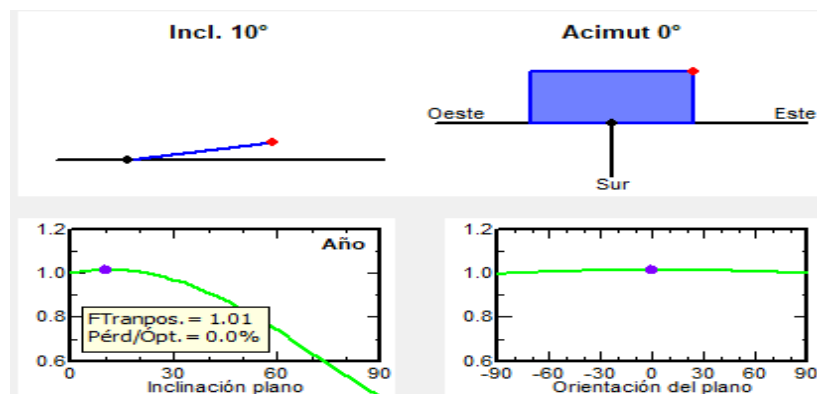 Incl. 10°
Acimut 0°
Oeste
Este
Sur
1.2
1.0
0.8
0.6
Año
FTranpos. = 1.01
Pérd/Ópt. = 0.0%
0 30 60 90
Inclinación plano
1.2
1.0
0.8
0.6
-90 -60 -30 0 30 60 90
Orientación del plano